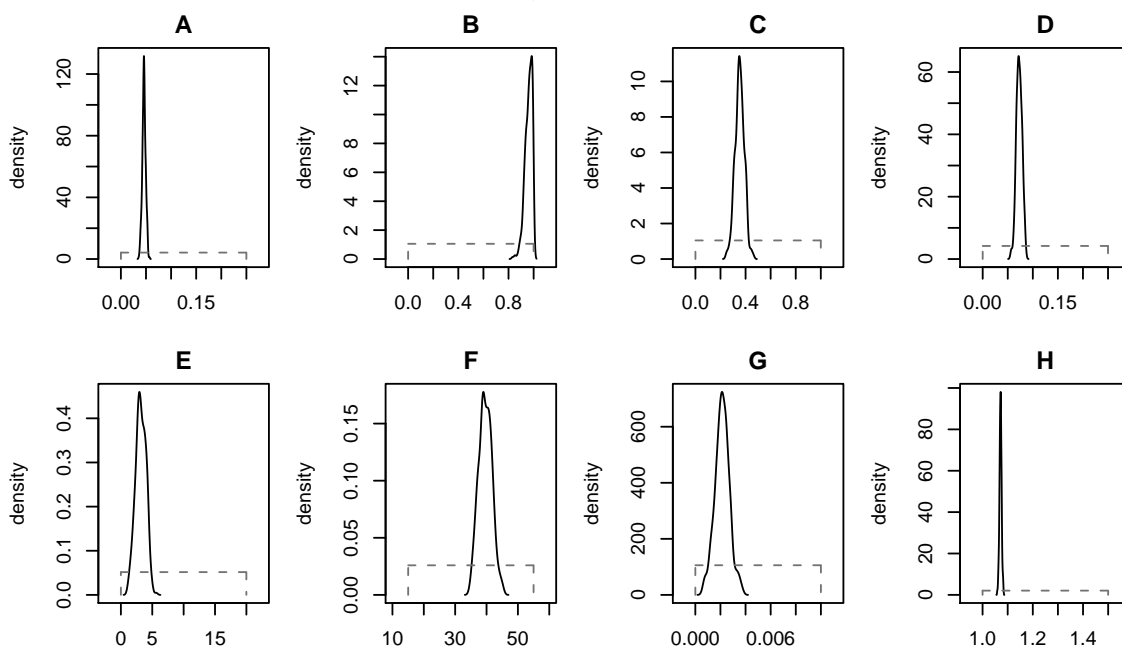 A B C D
density 0 40 80 120
0.00 0.15
density 0 2 4 6 8 12
0.0 0.4 0.8
density 0 2 4 6 8 10
0.0 0.4 0.8
density 0 20 40 60
0.00 0.15
E F G H
density 0.0 0.1 0.2 0.3 0.4
0 5 15
density 0.00 0.05 0.10 0.15
10 30 50
density 0 200 400 600
0.000 0.006
density 0 20 40 60 80
1.0 1.2 1.4